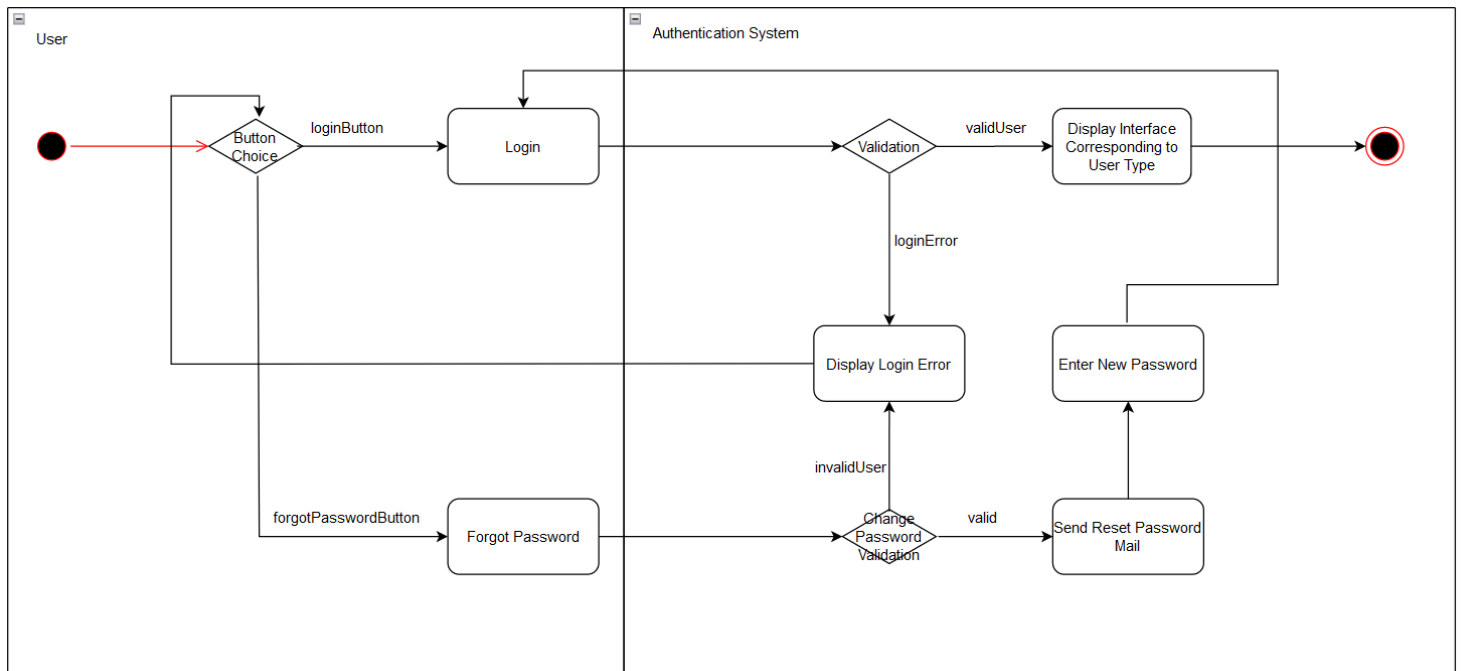 User
Authentication System
Button
Choice
loginButton
Login
Validation
validUser
Display Interface
Corresponding to
User Type
loginError
Display Login Error
Enter New Password
invalidUser
forgotPasswordButton
Forgot Password
Change
Password
Validation
valid
Send Reset Password
Mail